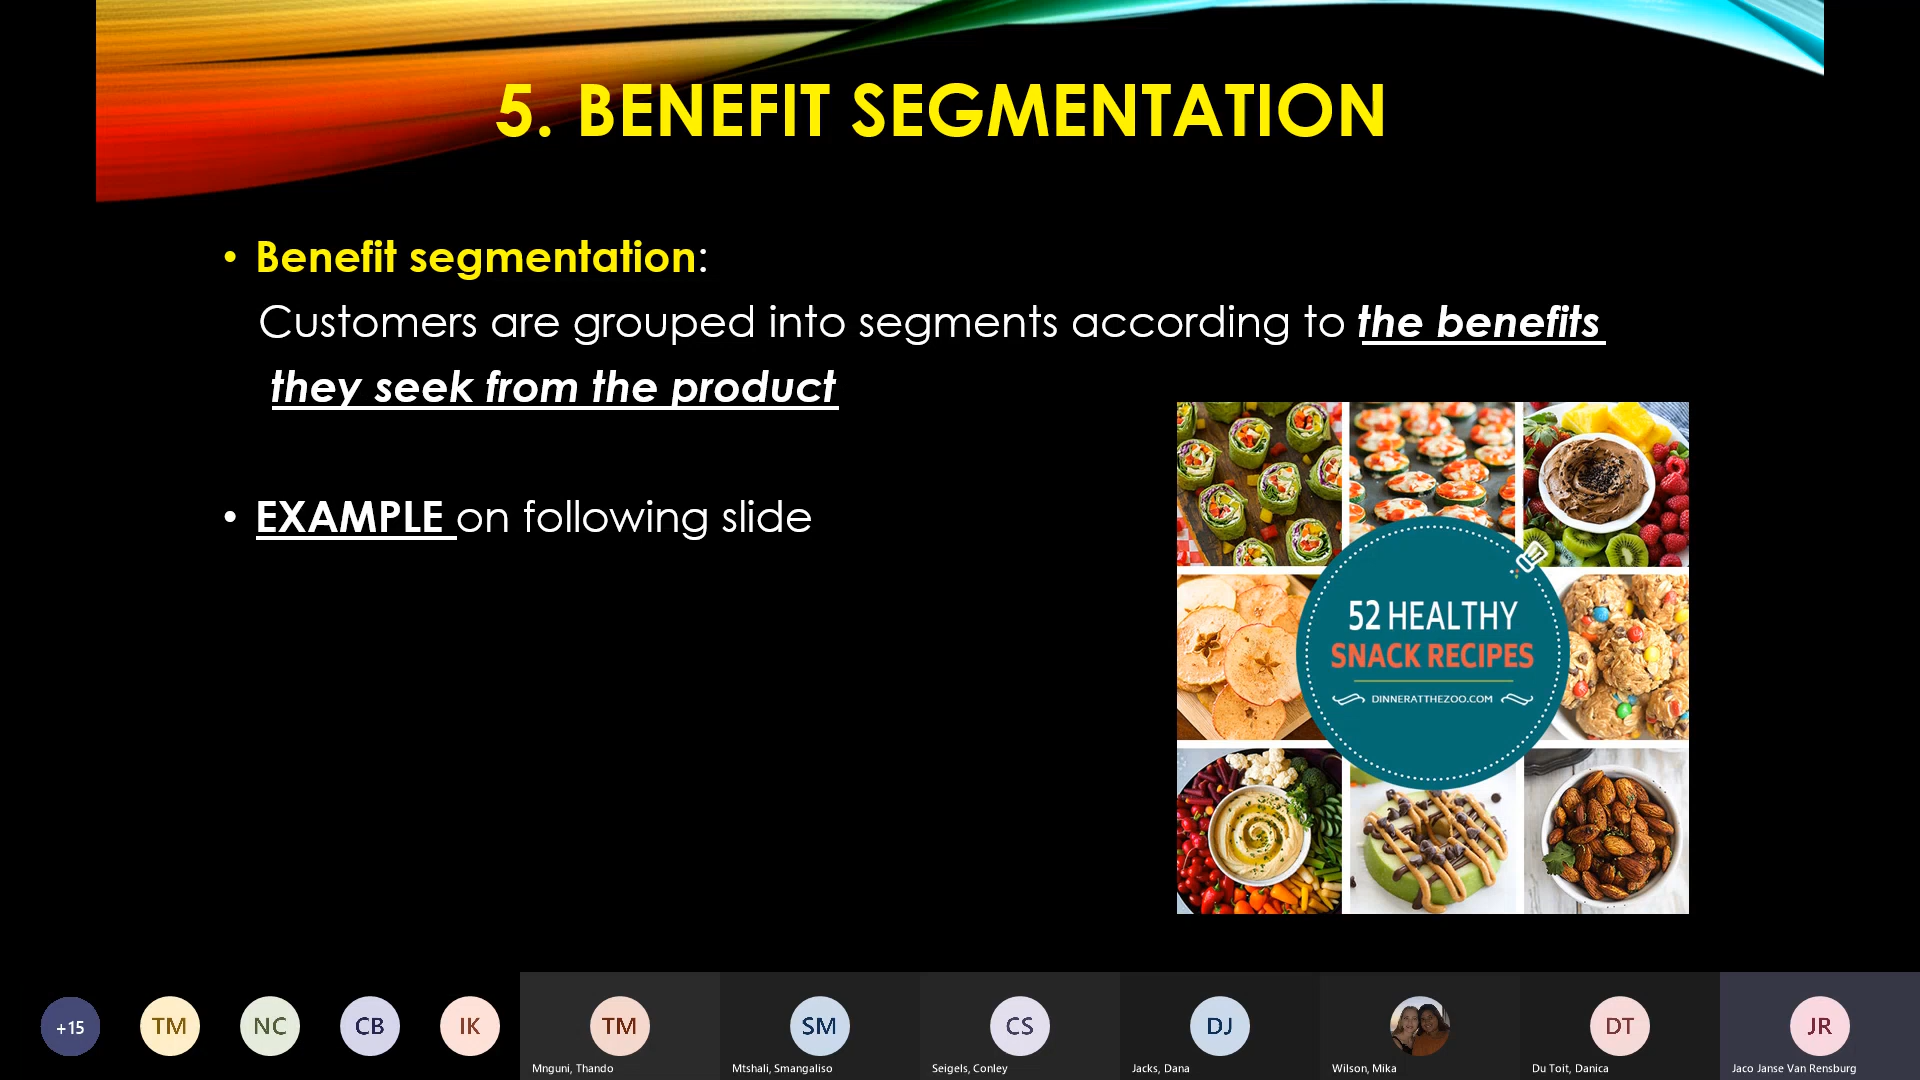 5. BENEFIT SEGMENTATION
• Benefit segmentation:
Customers are grouped into segments according to the benefits
they seek from the product
• EXAMPLE on following slide
52 HEALTHY
SNACK RECIPES
DINNERATTHEZOO.COM
+15
TM
NC
CB
IK
TM
SM
CS
DJ
DT
JR
Mnguni, Thando
Mtshali, Smangaliso
Seigels, Conley
Jacks, Dana
Wilson, Mika
Du Toit, Danica
Jaco Janse Van Rensburg